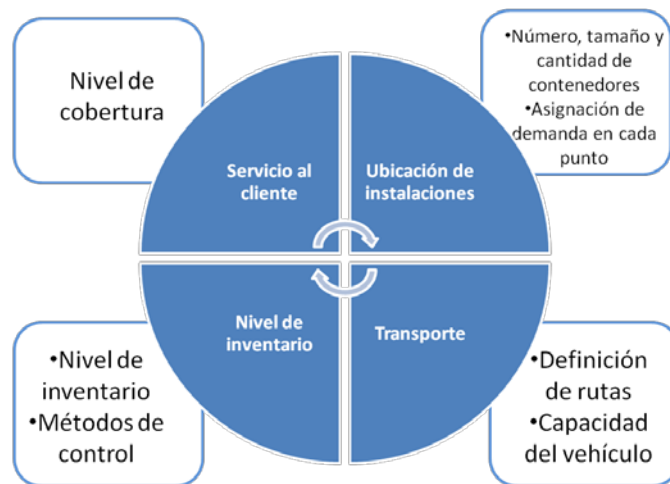 Nivel de
cobertura
•Número, tamaño y
cantidad de
contenedores
•Asignación de
demanda en cada
punto
Servicio al
cliente
Ubicación de
instalaciones
Nivel de
inventario
Transporte
•Nivel de
inventario
•Métodos de
control
•Definición
de rutas
•Capacidad
del vehículo